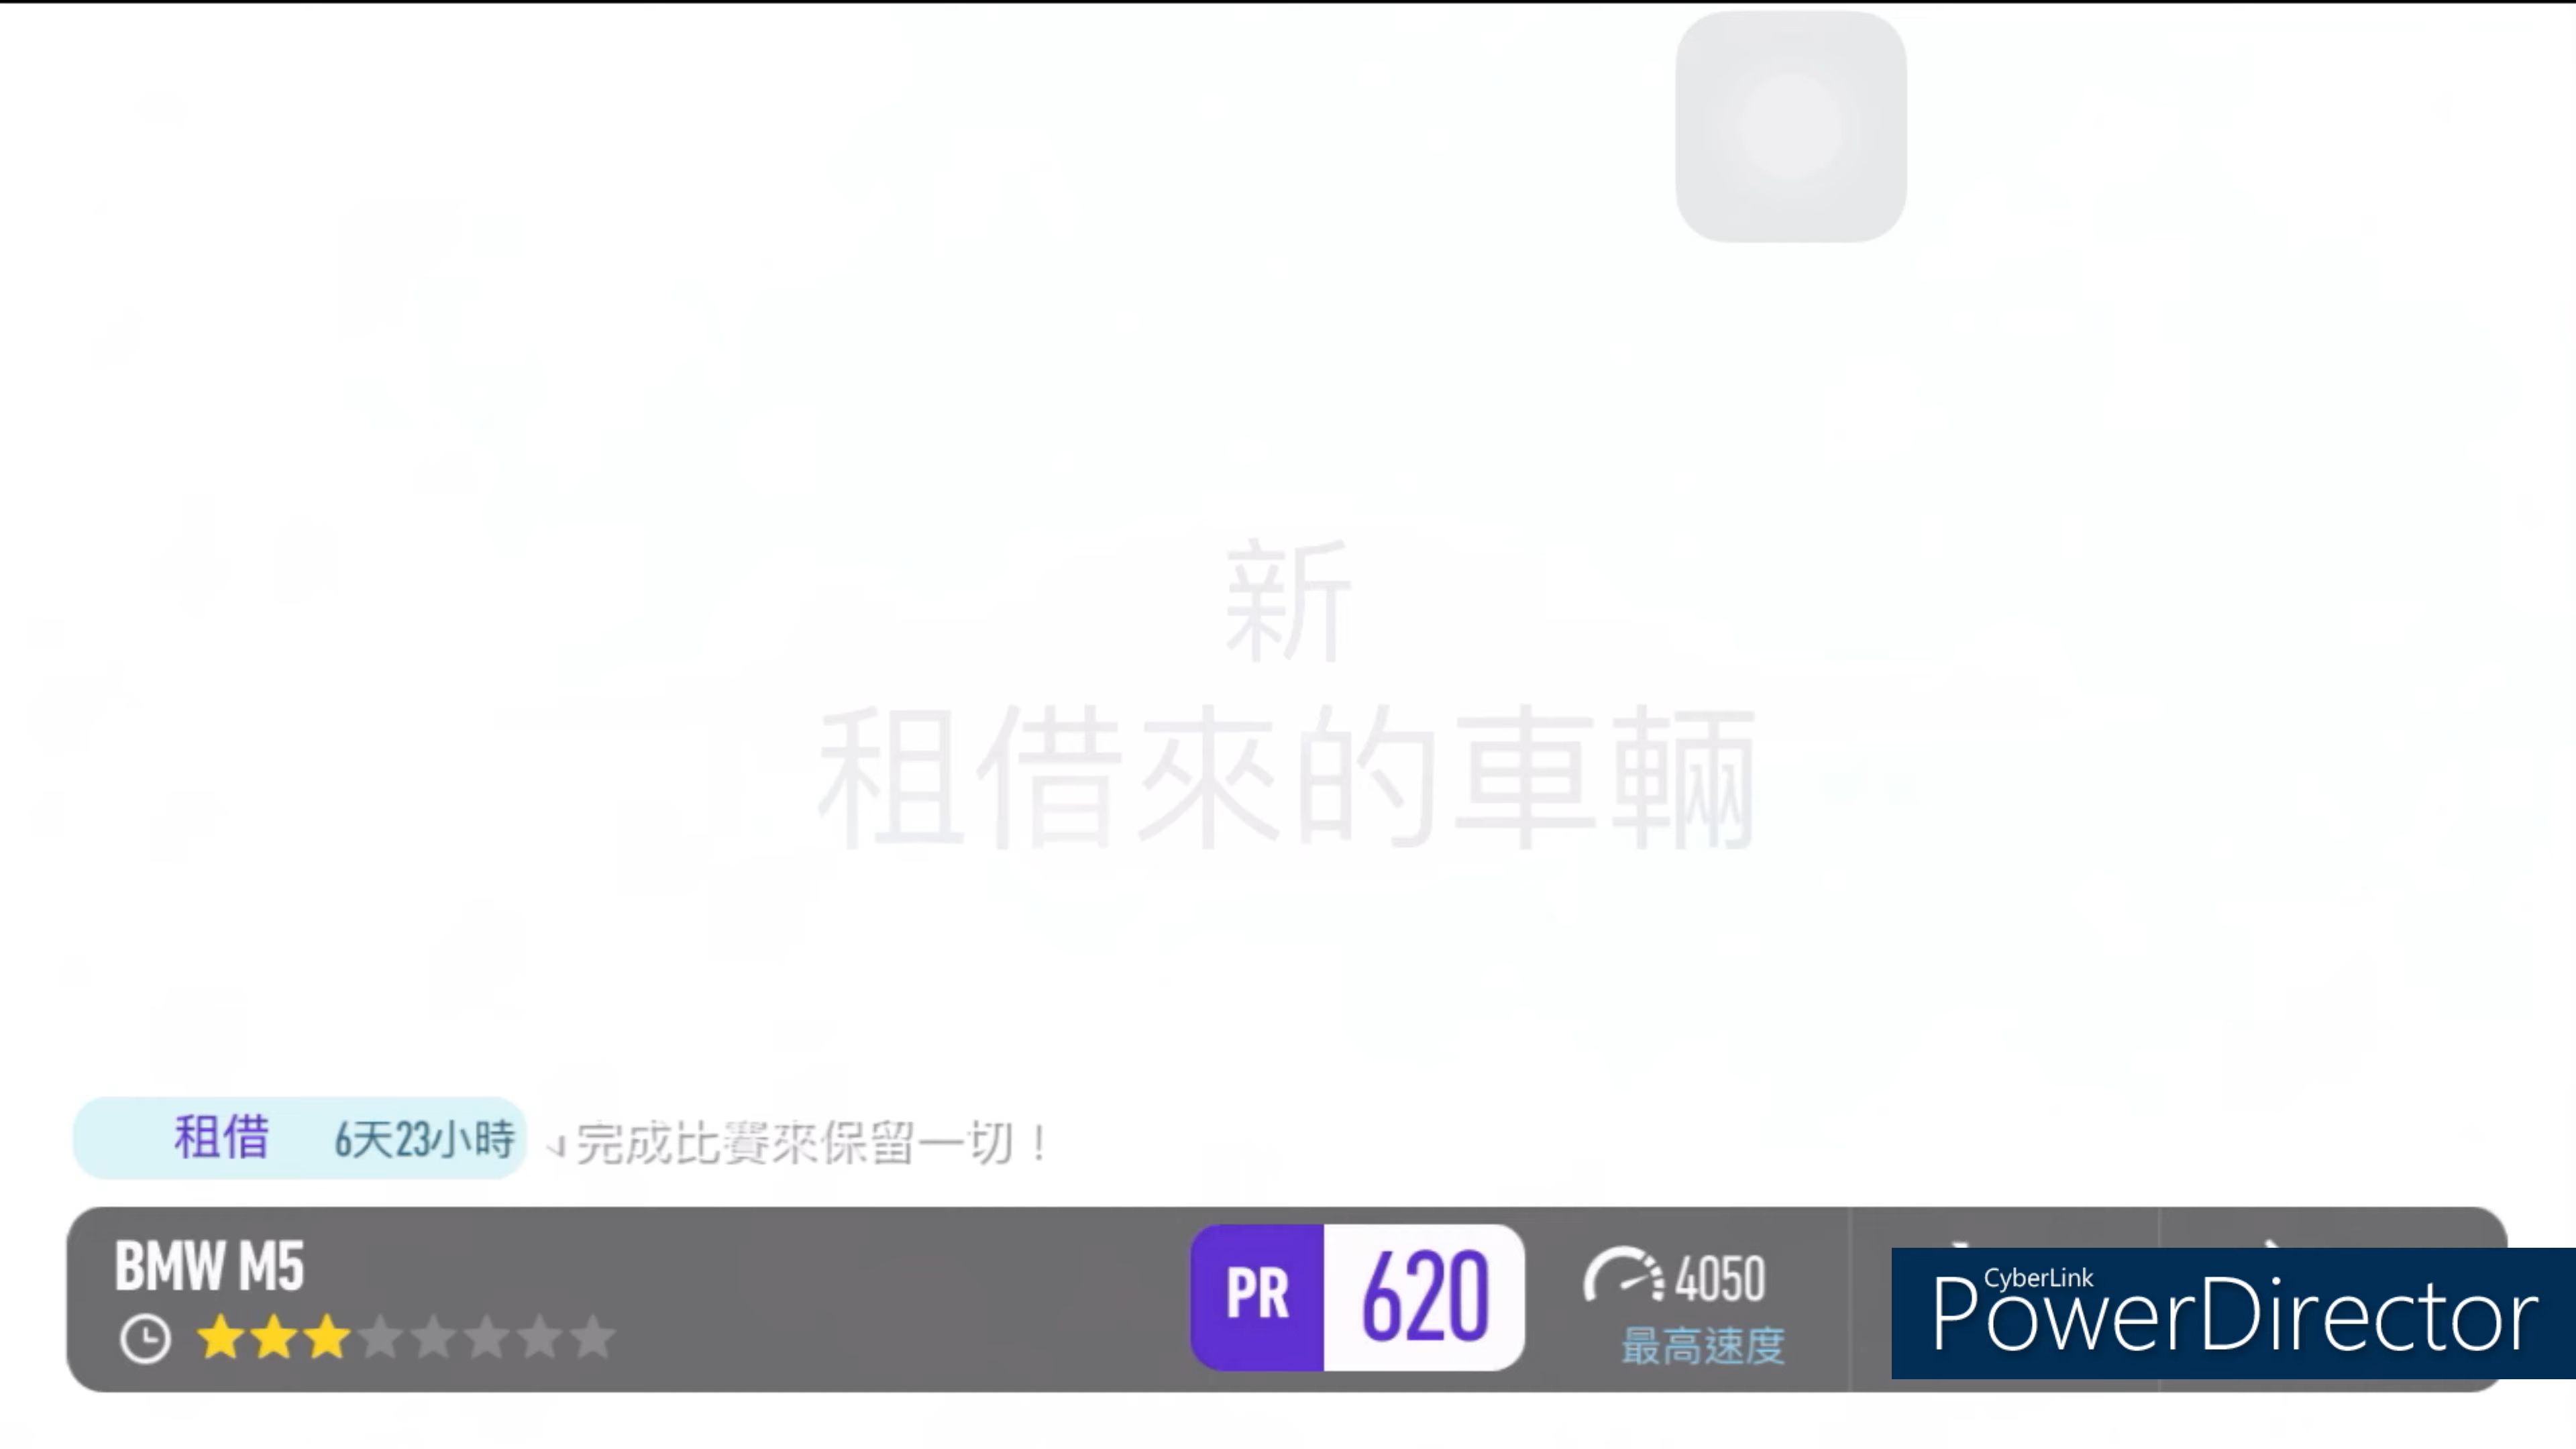 新
租借來的車輛
租借 6天23小時 完成比賽來保留一切！
BMW M5
PR 620 4050
最高速度
CyberLink
PowerDirector